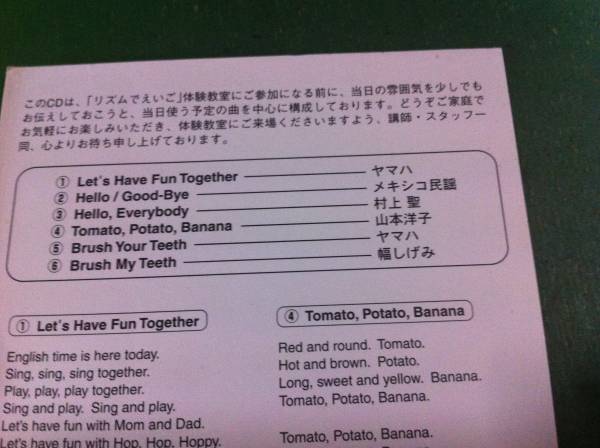 このCDは、「リズムでえいご」体験教室にご参加になる前に、当日の雰囲気を少しでも
お伝えしておこうと、当日使う予定の曲を中心に構成しております。どうぞご家庭で
お気軽にお楽しみいただき、体験教室にご来場くださいますよう、講師・スタッフ一
同、心よりお待ち申し上げております。
① Let's Have Fun Together ヤマハ
② Hello / Good-Bye メキシコ民謡
③ Hello, Everybody 村上 聖
④ Tomato, Potato, Banana 山本洋子
⑤ Brush Your Teeth ヤマハ
⑥ Brush My Teeth 幅しげみ
① Let's Have Fun Together
English time is here today.
Sing, sing, sing together.
Play, play, play together.
Sing and play. Sing and play.
Let's have fun with Mom and Dad.
Let's have fun with Hop, Hop, Hoppy.
④ Tomato, Potato, Banana
Red and round. Tomato.
Hot and brown. Potato.
Long, sweet and yellow. Banana.
Tomato, Potato, Banana.
Tomato, Potato, Banana.
Tomato, Potato, Banana.